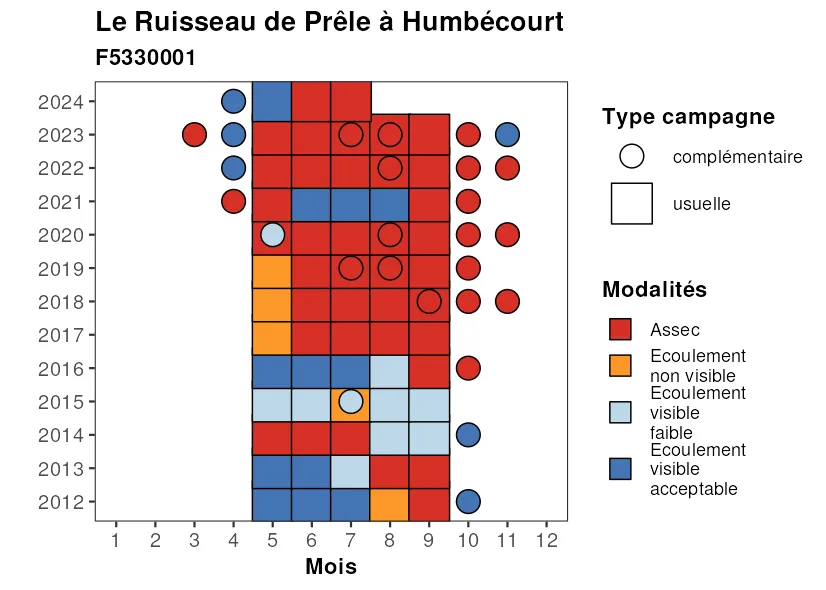 Le Ruisseau de Prêle à Humbécourt
F5330001
2024
2023
2022
2021
2020
2019
2018
2017
2016
2015
2014
2013
2012
1 2 3 4 5 6 7 8 9 10 11 12
Mois
Type campagne
complémentaire
usuelle
Modalités
Assec
Ecoulement
non visible
Ecoulement
visible
faible
Ecoulement
visible
acceptable